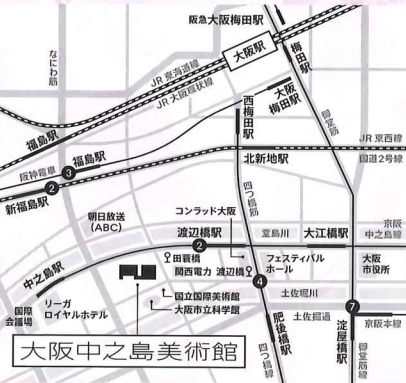 阪急大阪梅田駅
大阪駅
梅田駅
なにわ筋
JR 東海道線
JR 大阪環状線
大阪
梅田駅
西梅田駅
御堂筋
福島駅
JR 東西線
国道2号線
北新地駅
福島駅
3
阪神電車
2
新福島駅
四つ橋筋
朝日放送
(ABC)
コンラッド大阪
渡辺橋駅
堂島川
大江橋駅
京阪
中之島線
2
田蓑橋
関西電力
渡辺橋
フェスティバル
ホール
大阪
市役所
中之島駅
4
土佐堀川
国立国際美術館
大阪市立科学館
国際
会議場
リーガ
ロイヤルホテル
7
肥後橋駅
土佐堀通
淀屋橋駅
京阪本線
大阪中之島美術館
四つ橋線
御堂筋線